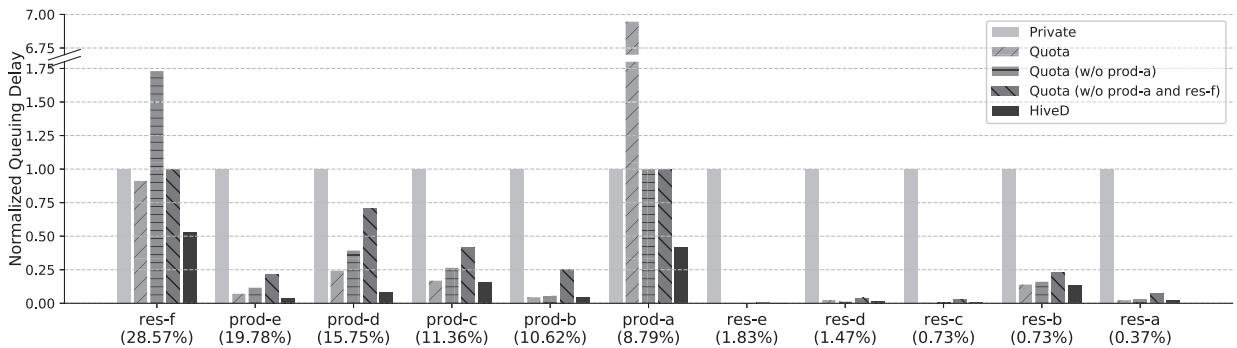 Normalized Queuing Delay
7.00
6.75
1.75
1.50
1.25
1.00
0.75
0.50
0.25
0.00
Private
Quota
Quota (w/o prod-a)
Quota (w/o prod-a and res-f)
HiveD
res-f prod-e prod-d prod-c prod-b prod-a res-e res-d res-c res-b res-a
(28.57%) (19.78%) (15.75%) (11.36%) (10.62%) (8.79%) (1.83%) (1.47%) (0.73%) (0.73%) (0.37%)